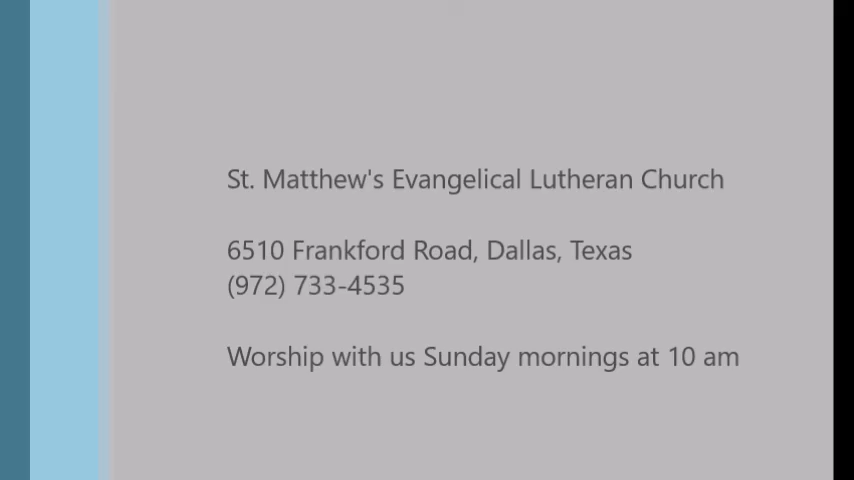 St. Matthew's Evangelical Lutheran Church
6510 Frankford Road, Dallas, Texas
(972) 733-4535
Worship with us Sunday mornings at 10 am